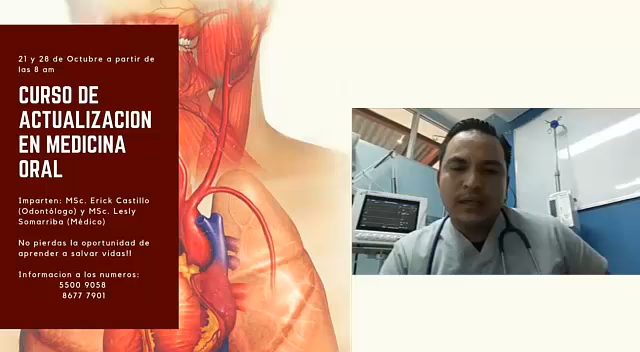 21 y 28 de Octubre a partir de
las 8 am
CURSO DE
ACTUALIZACION
EN MEDICINA
ORAL
Imparten: MSc. Erick Castillo
(Odontólogo) y MSc. Lesly
Somarriba (Médico)
No pierdas la oportunidad de
aprender a salvar vidas!!
Informacion a los numeros:
5500 9058
8677 7901